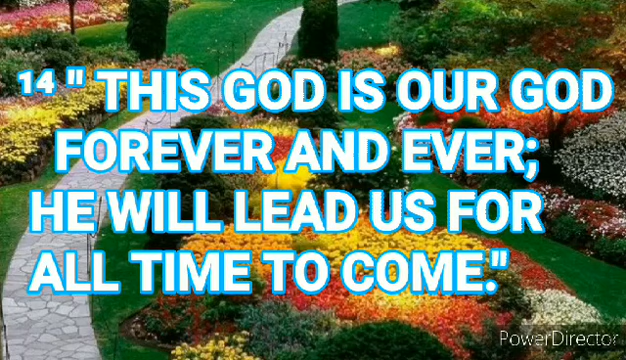 ¹⁴ " THIS GOD IS OUR GOD
FOREVER AND EVER;
HE WILL LEAD US FOR
ALL TIME TO COME."
PowerDirector